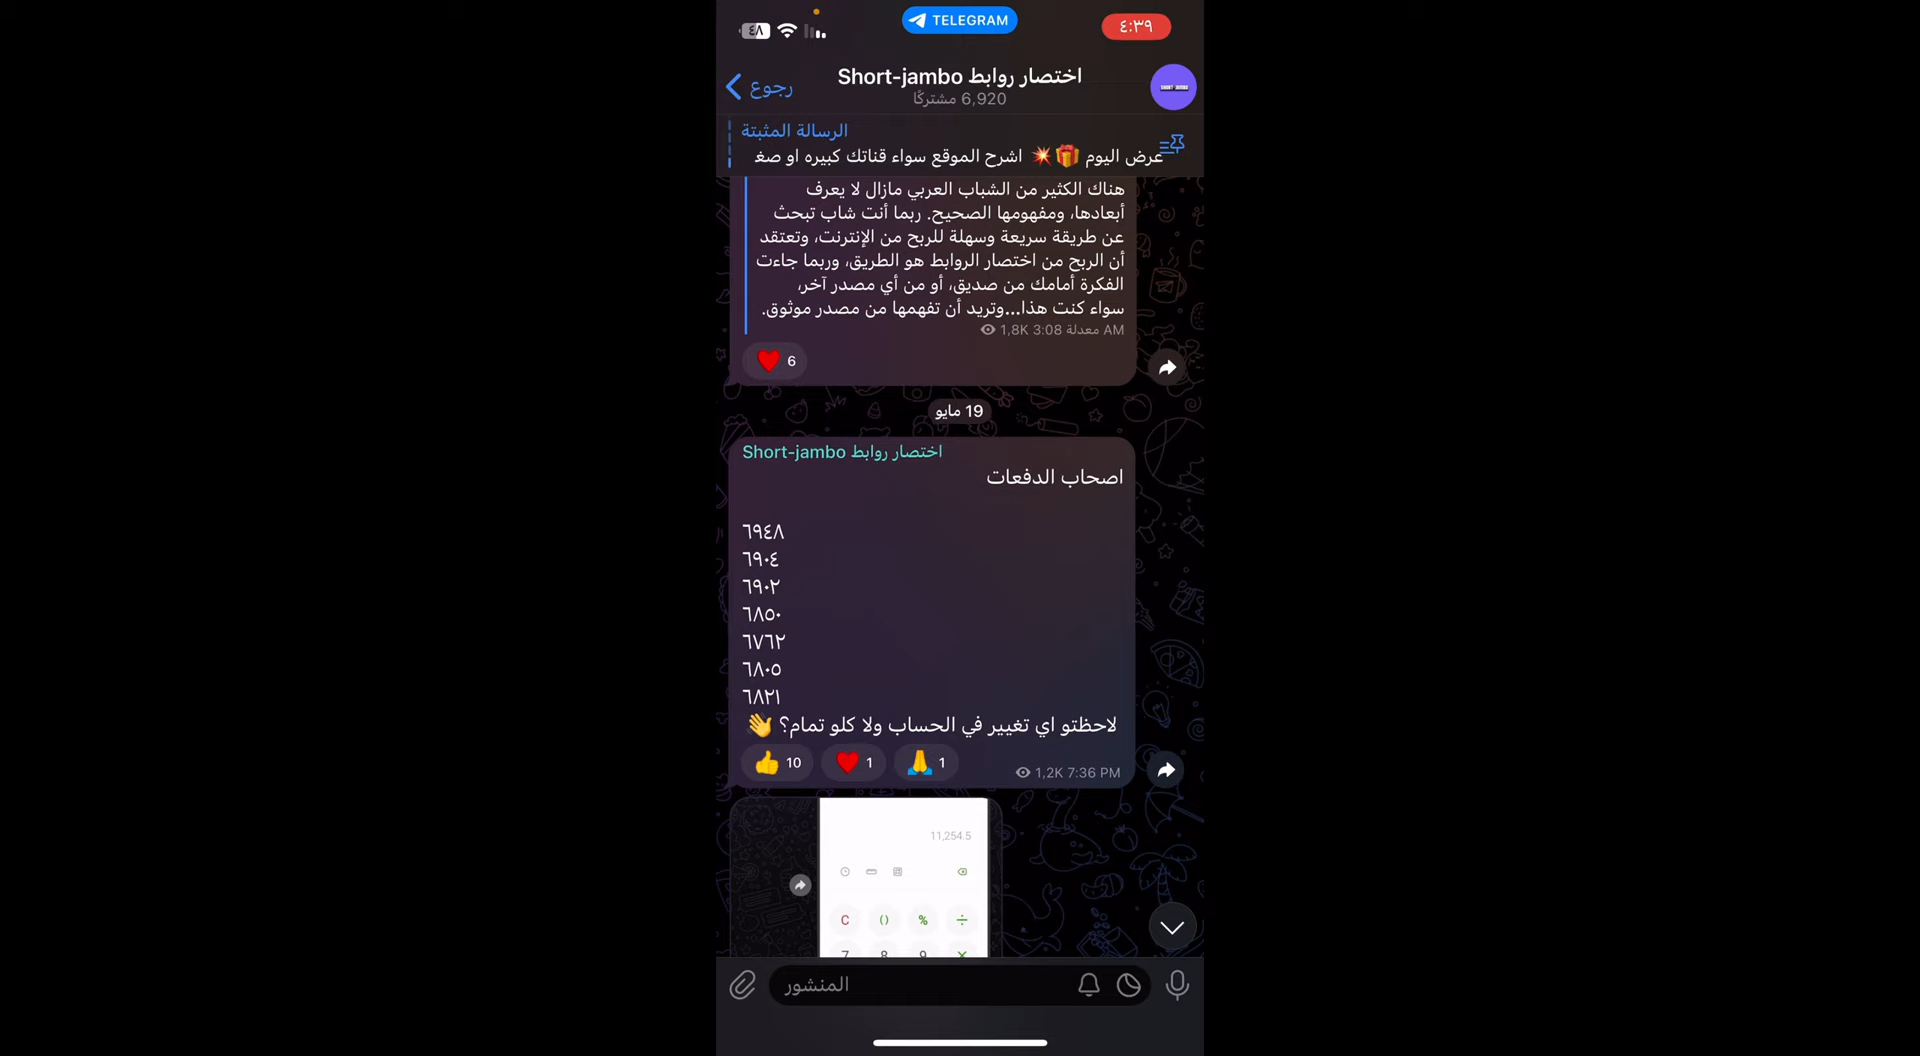 ٤٨
TELEGRAM
٤:٣٩
رجوع
اختصار روابط Short-jambo
6,920 مشتركًا
الرسالة المثبتة
عرض اليوم 🎁💥 اشرح الموقع سواء قناتك كبيره او صغ
هناك الكثير من الشباب العربي مازال لا يعرف
أبعادها، ومفهومها الصحيح. ربما أنت شاب تبحث
عن طريقة سريعة وسهلة للربح من الإنترنت، وتعتقد
أن الربح من اختصار الروابط هو الطريق، وربما جاءت
الفكرة أمامك من صديق، أو من أي مصدر آخر،
سواء كنت هذا...وتريد أن تفهمها من مصدر موثوق.
1,8K معدلة 3:08 AM
❤️ 6
19 مايو
اختصار روابط Short-jambo
اصحاب الدفعات
٦٩٤٨
٦٩٠٤
٦٩٠٢
٦٨٥٠
٦٧٦٢
٦٨٠٥
٦٨٢١
لاحظتو اي تغيير في الحساب ولا كلو تمام؟ 👋
👍 10 ❤️ 1 🙏 1
1,2K 7:36 PM
11,254.5
C () % ÷
7 8 9 ×
المنشور